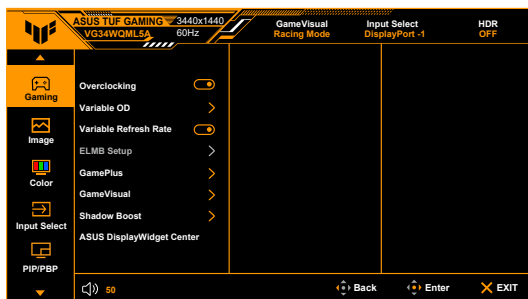 ASUS TUF GAMING
VG34WQML5A
3440x1440
60Hz
GameVisual
Racing Mode
Input Select
DisplayPort -1
HDR
OFF
Gaming
Image
Color
Input Select
PIP/PBP
Overclocking
Variable OD
Variable Refresh Rate
ELMB Setup
GamePlus
GameVisual
Shadow Boost
ASUS DisplayWidget Center
50
Back
Enter
EXIT